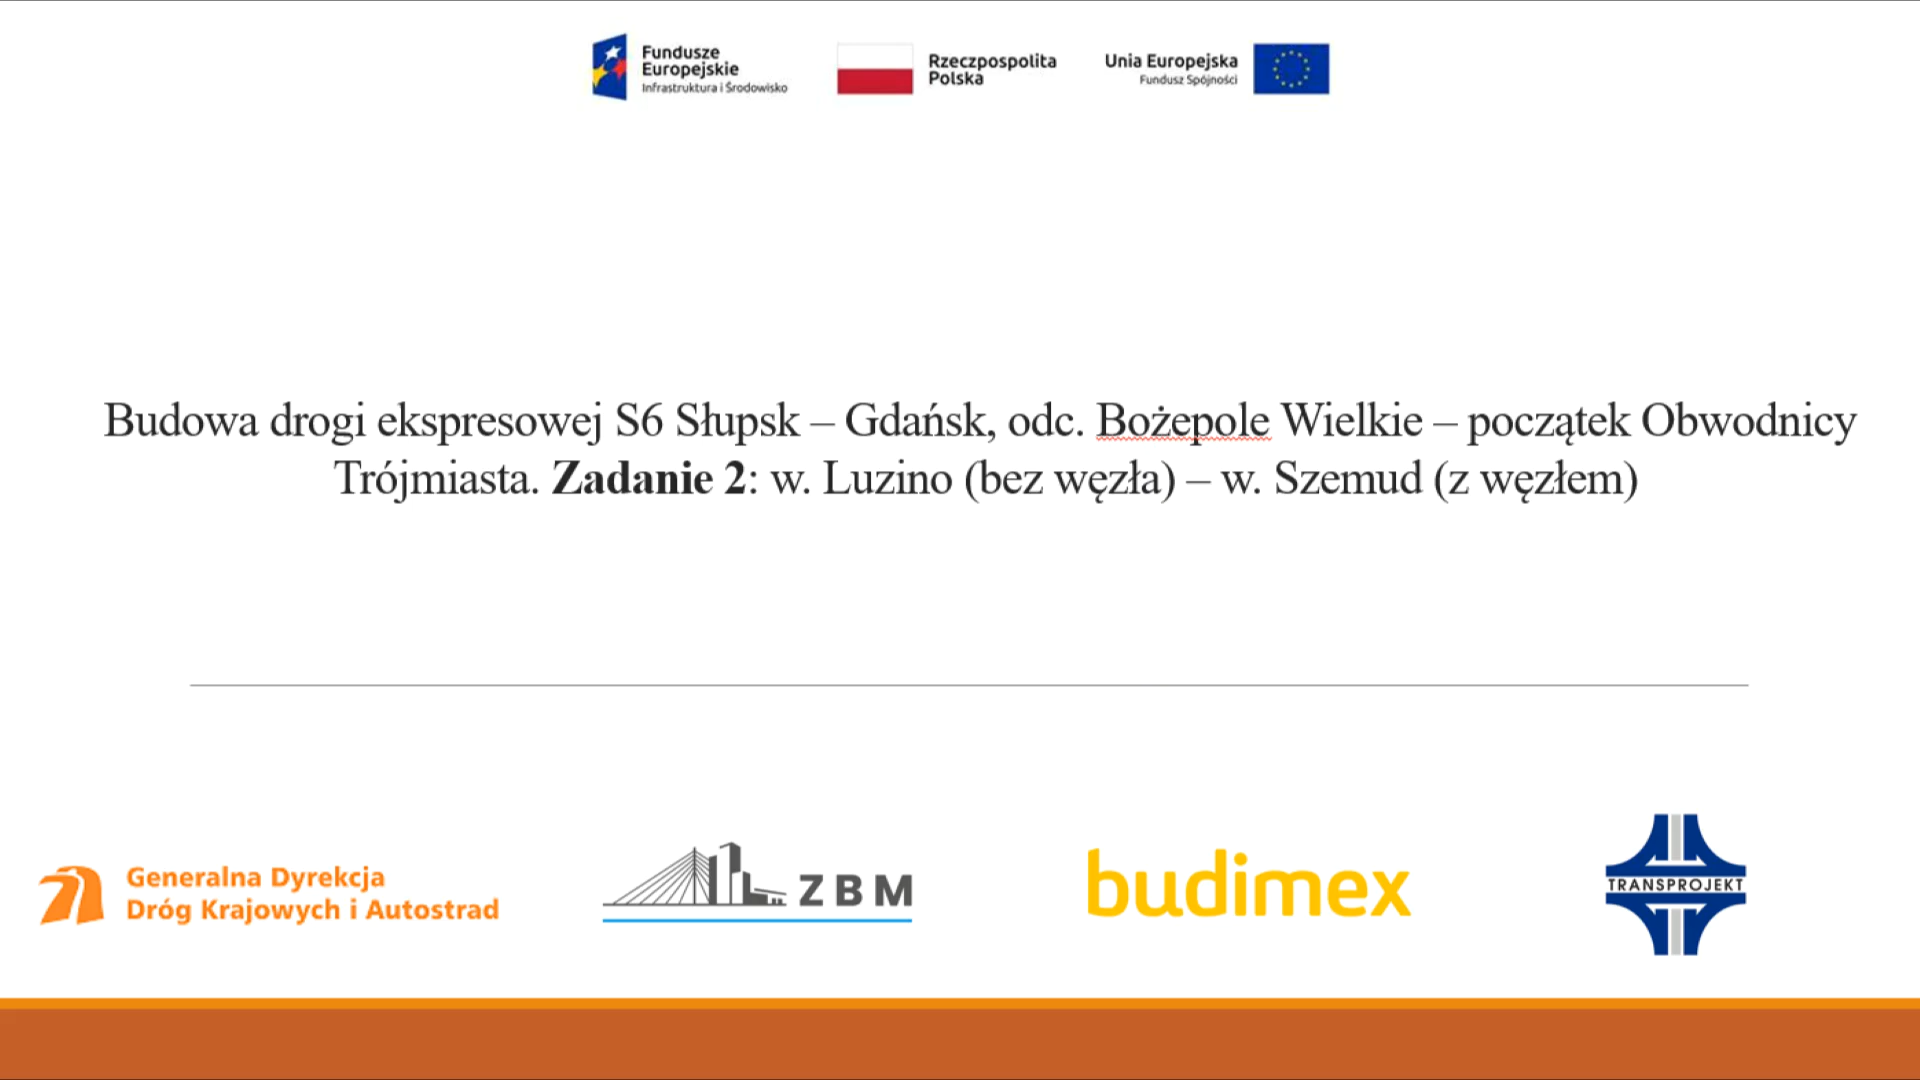 Fundusze
Europejskie
Infrastruktura i Środowisko
Rzeczpospolita
Polska
Unia Europejska
Fundusz Spójności
Budowa drogi ekspresowej S6 Słupsk – Gdańsk, odc. Bożepole Wielkie – początek Obwodnicy
Trójmiasta. Zadanie 2: w. Luzino (bez węzła) – w. Szemud (z węzłem)
Generalna Dyrekcja
Dróg Krajowych i Autostrad
ZBM
budimex
TRANSPROJEKT